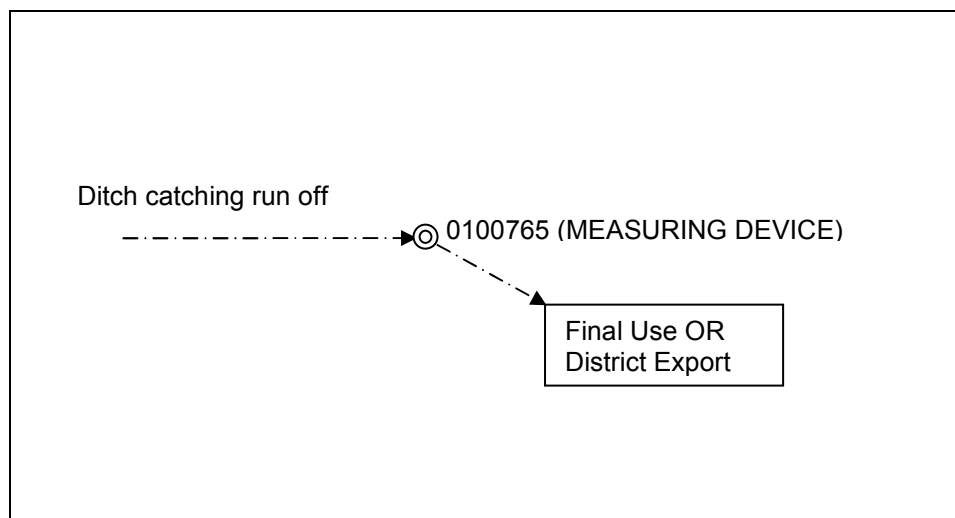 Ditch catching run off
0100765 (MEASURING DEVICE)
Final Use OR
District Export